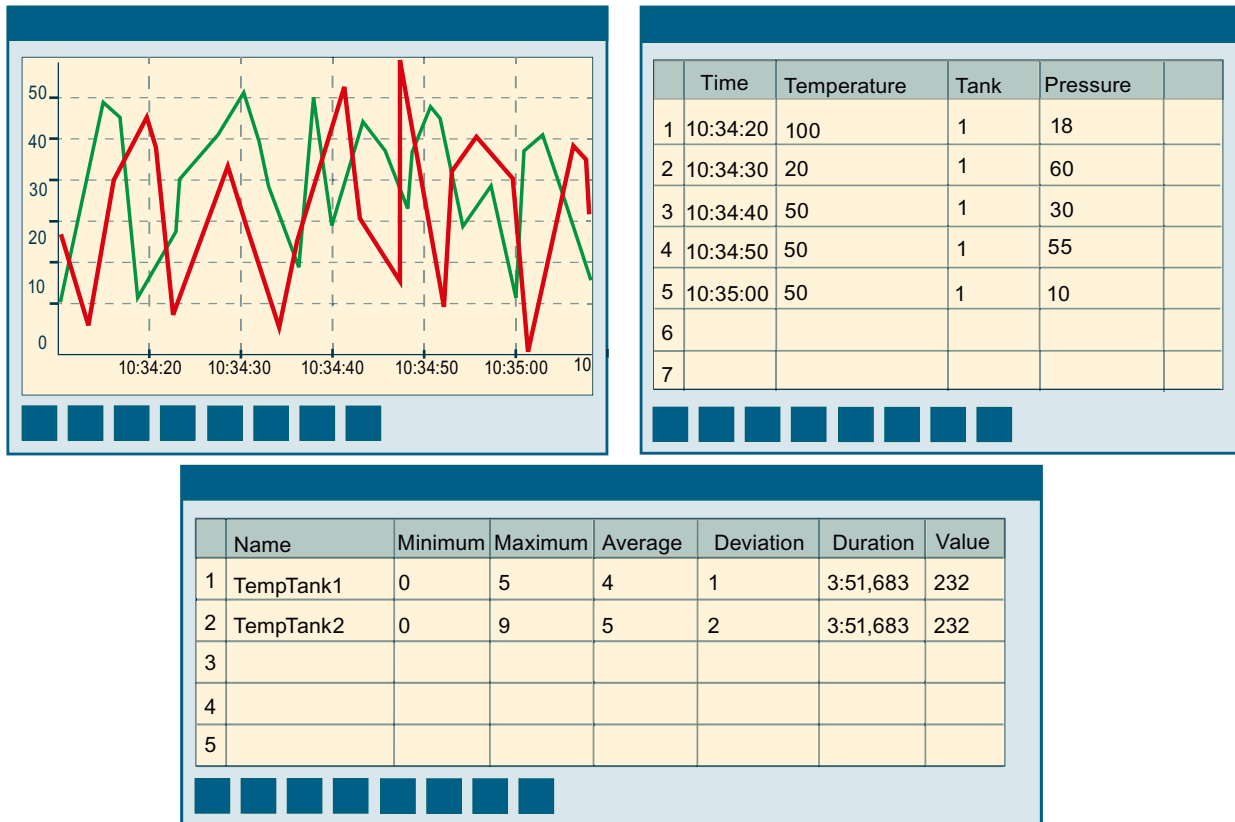 50
40
30
20
10
0
10:34:20 10:34:30 10:34:40 10:34:50 10:35:00 10
Time Temperature Tank Pressure
1 10:34:20 100 1 18
2 10:34:30 20 1 60
3 10:34:40 50 1 30
4 10:34:50 50 1 55
5 10:35:00 50 1 10
6
7
Name Minimum Maximum Average Deviation Duration Value
1 TempTank1 0 5 4 1 3:51,683 232
2 TempTank2 0 9 5 2 3:51,683 232
3
4
5